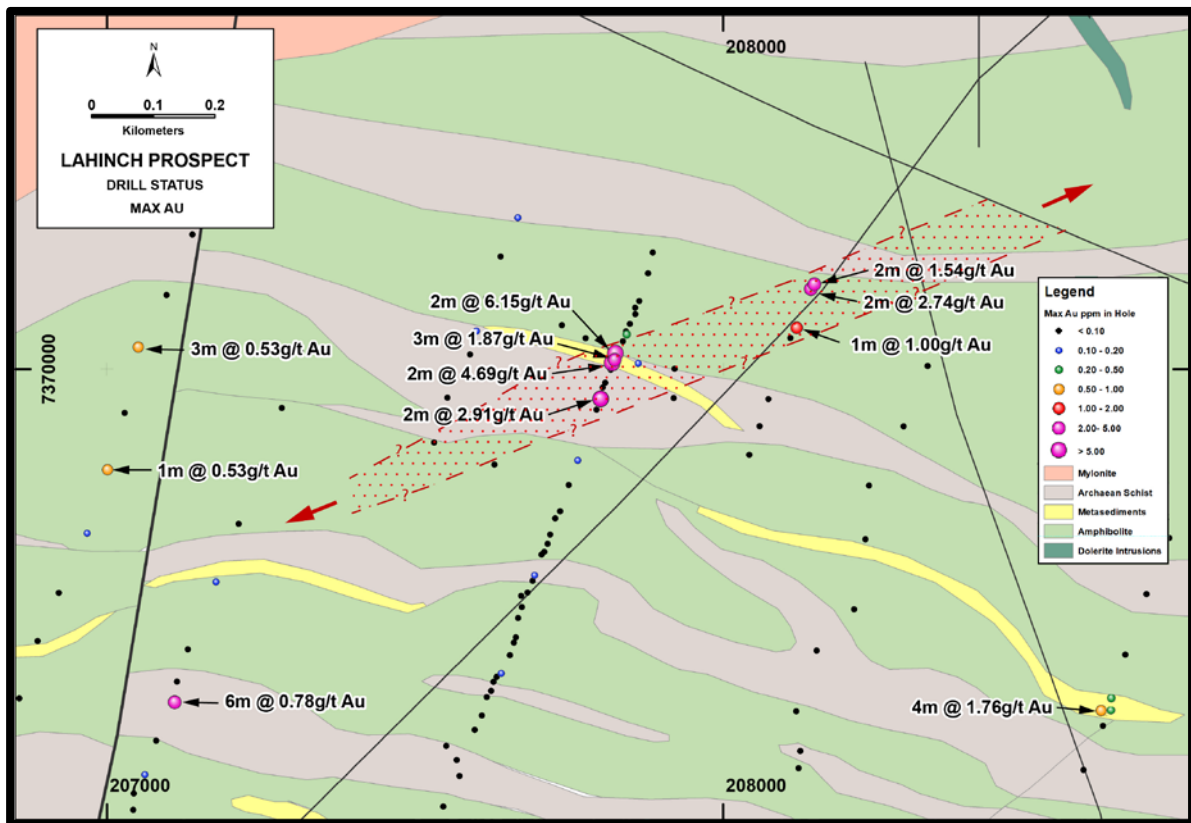 208000
N
0 0.1 0.2
Kilometers
LAHINCH PROSPECT
DRILL STATUS
MAX AU
?
?
2m @ 1.54g/t Au
2m @ 2.74g/t Au
?
2m @ 6.15g/t Au
3m @ 1.87g/t Au
1m @ 1.00g/t Au
?
3m @ 0.53g/t Au
7370000
2m @ 4.69g/t Au
?
?
2m @ 2.91g/t Au
?
?
1m @ 0.53g/t Au
?
Legend
Max Au ppm in Hole
< 0.10
0.10 - 0.20
0.20 - 0.50
0.50 - 1.00
1.00 - 2.00
2.00- 5.00
> 5.00
Mylonite
Archaean Schist
Metasediments
Amphibolite
Dolerite Intrusions
6m @ 0.78g/t Au
4m @ 1.76g/t Au
207000
208000